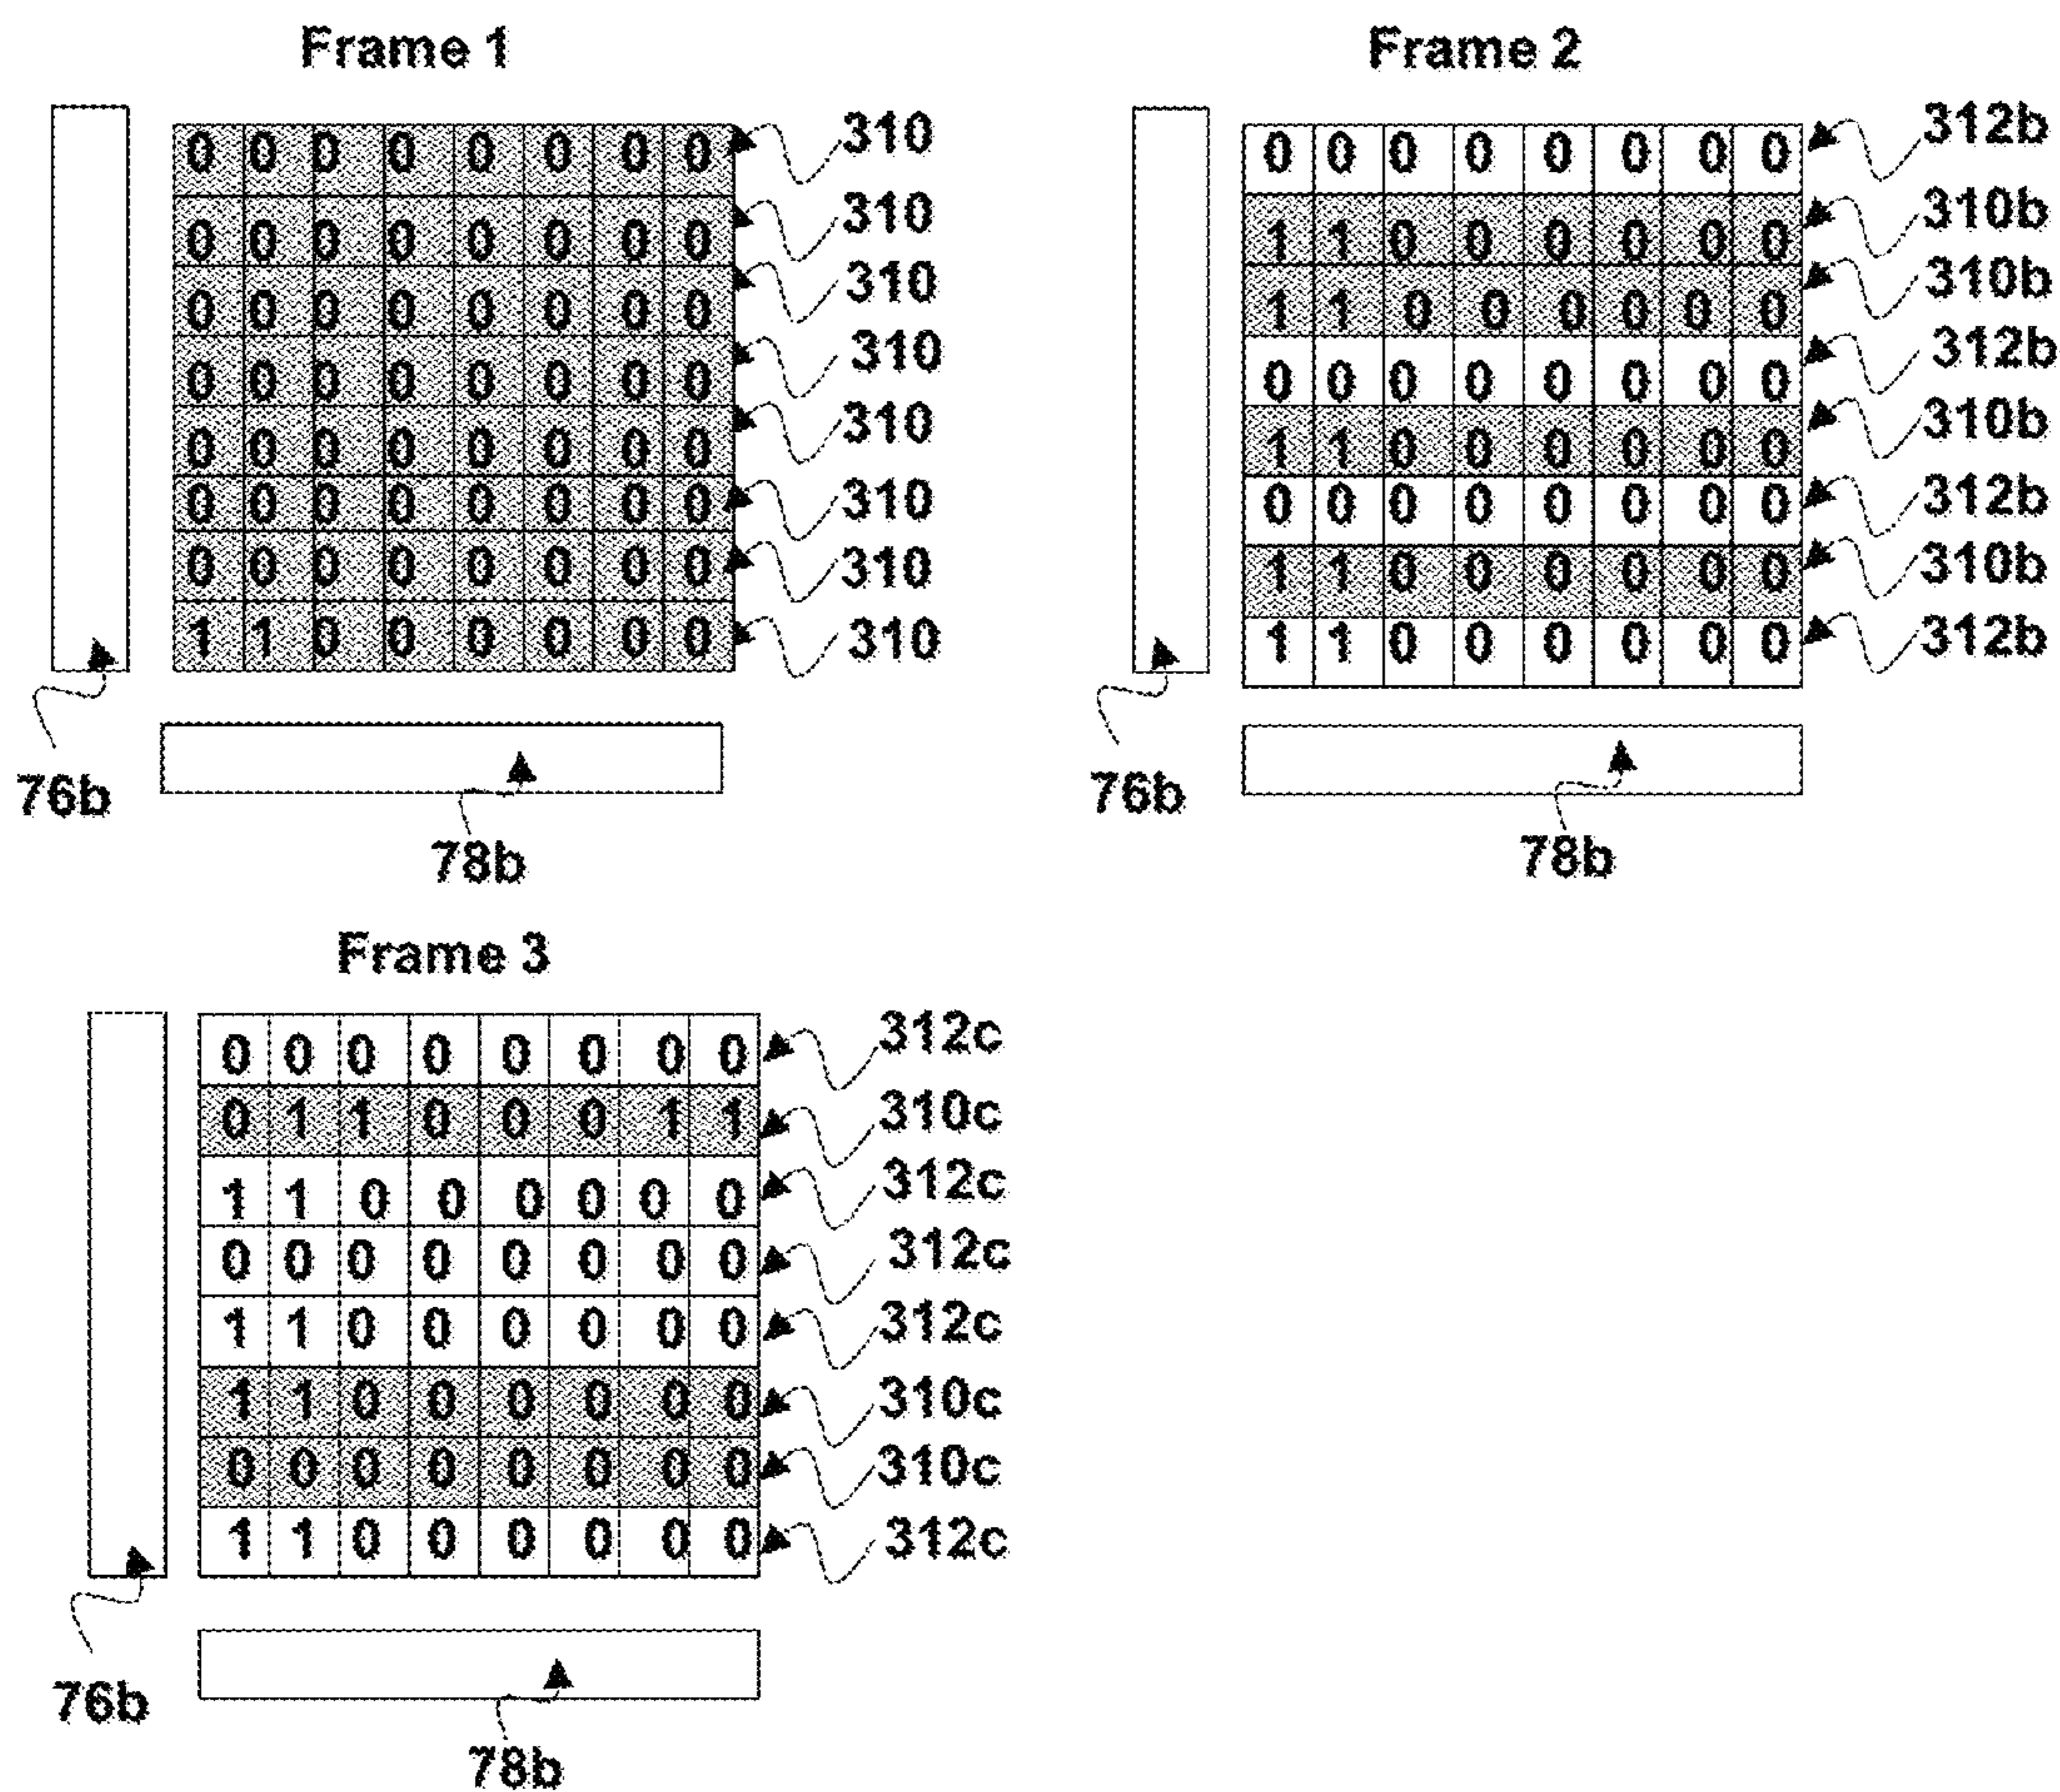 Frame 1
0 0 0 0 0 0 0 0 310
0 0 0 0 0 0 0 0 310
0 0 0 0 0 0 0 0 310
0 0 0 0 0 0 0 0 310
0 0 0 0 0 0 0 0 310
0 0 0 0 0 0 0 0 310
0 0 0 0 0 0 0 0 310
1 1 0 0 0 0 0 0 310
76b
78b
Frame 2
0 0 0 0 0 0 0 0 312b
1 1 0 0 0 0 0 0 310b
1 1 0 0 0 0 0 0 310b
0 0 0 0 0 0 0 0 312b
1 1 0 0 0 0 0 0 310b
0 0 0 0 0 0 0 0 312b
1 1 0 0 0 0 0 0 310b
1 1 0 0 0 0 0 0 312b
76b
78b
Frame 3
0 0 0 0 0 0 0 0 312c
0 1 1 0 0 0 1 1 310c
1 1 0 0 0 0 0 0 312c
0 0 0 0 0 0 0 0 312c
1 1 0 0 0 0 0 0 312c
1 1 0 0 0 0 0 0 310c
0 0 0 0 0 0 0 0 310c
1 1 0 0 0 0 0 0 312c
76b
78b